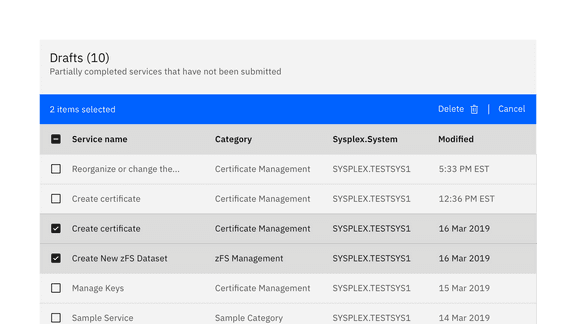 Drafts (10)
Partially completed services that have not been submitted
2 items selected Delete | Cancel
Service name Category Sysplex.System Modified
Reorganize or change the... Certificate Management SYSPLEX.TESTSYS1 5:33 PM EST
Create certificate Certificate Management SYSPLEX.TESTSYS1 12:36 PM EST
Create certificate Certificate Management SYSPLEX.TESTSYS1 16 Mar 2019
Create New zFS Dataset zFS Management SYSPLEX.TESTSYS1 16 Mar 2019
Manage Keys Certificate Management SYSPLEX.TESTSYS1 15 Mar 2019
Sample Service Sample Category SYSPLEX.TESTSYS1 14 Mar 2019